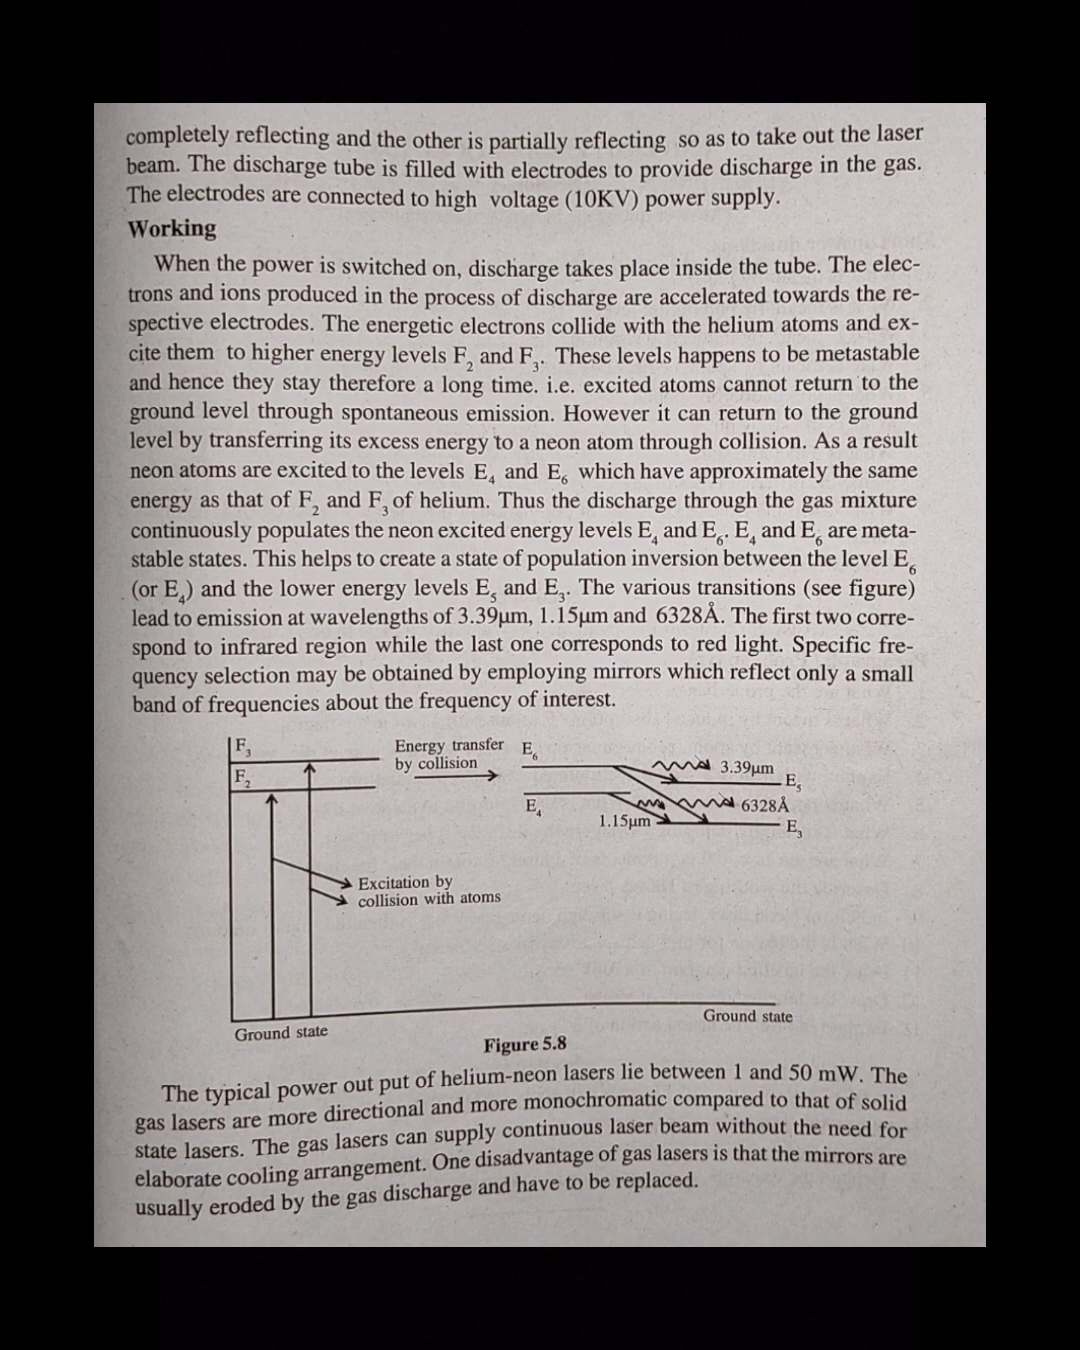 completely reflecting and the other is partially reflecting so as to take out the laser
beam. The discharge tube is filled with electrodes to provide discharge in the gas.
The electrodes are connected to high voltage (10KV) power supply.
Working
When the power is switched on, discharge takes place inside the tube. The elec-
trons and ions produced in the process of discharge are accelerated towards the re-
spective electrodes. The energetic electrons collide with the helium atoms and ex-
cite them to higher energy levels F₂ and F₃. These levels happens to be metastable
and hence they stay therefore a long time. i.e. excited atoms cannot return to the
ground level through spontaneous emission. However it can return to the ground
level by transferring its excess energy to a neon atom through collision. As a result
neon atoms are excited to the levels E₄ and E₆ which have approximately the same
energy as that of F₂ and F₃ of helium. Thus the discharge through the gas mixture
continuously populates the neon excited energy levels E₄ and E₆. E₄ and E₆ are meta-
stable states. This helps to create a state of population inversion between the level E₆
(or E₄) and the lower energy levels E₅ and E₃. The various transitions (see figure)
lead to emission at wavelengths of 3.39μm, 1.15μm and 6328Å. The first two corre-
spond to infrared region while the last one corresponds to red light. Specific fre-
quency selection may be obtained by employing mirrors which reflect only a small
band of frequencies about the frequency of interest.
F₃
F₂
Energy transfer
by collision
E₆
E₄
3.39μm
E₅
6328Å
1.15μm
E₃
Excitation by
collision with atoms
Ground state
Ground state
Figure 5.8
The typical power out put of helium-neon lasers lie between 1 and 50 mW. The
gas lasers are more directional and more monochromatic compared to that of solid
state lasers. The gas lasers can supply continuous laser beam without the need for
elaborate cooling arrangement. One disadvantage of gas lasers is that the mirrors are
usually eroded by the gas discharge and have to be replaced.